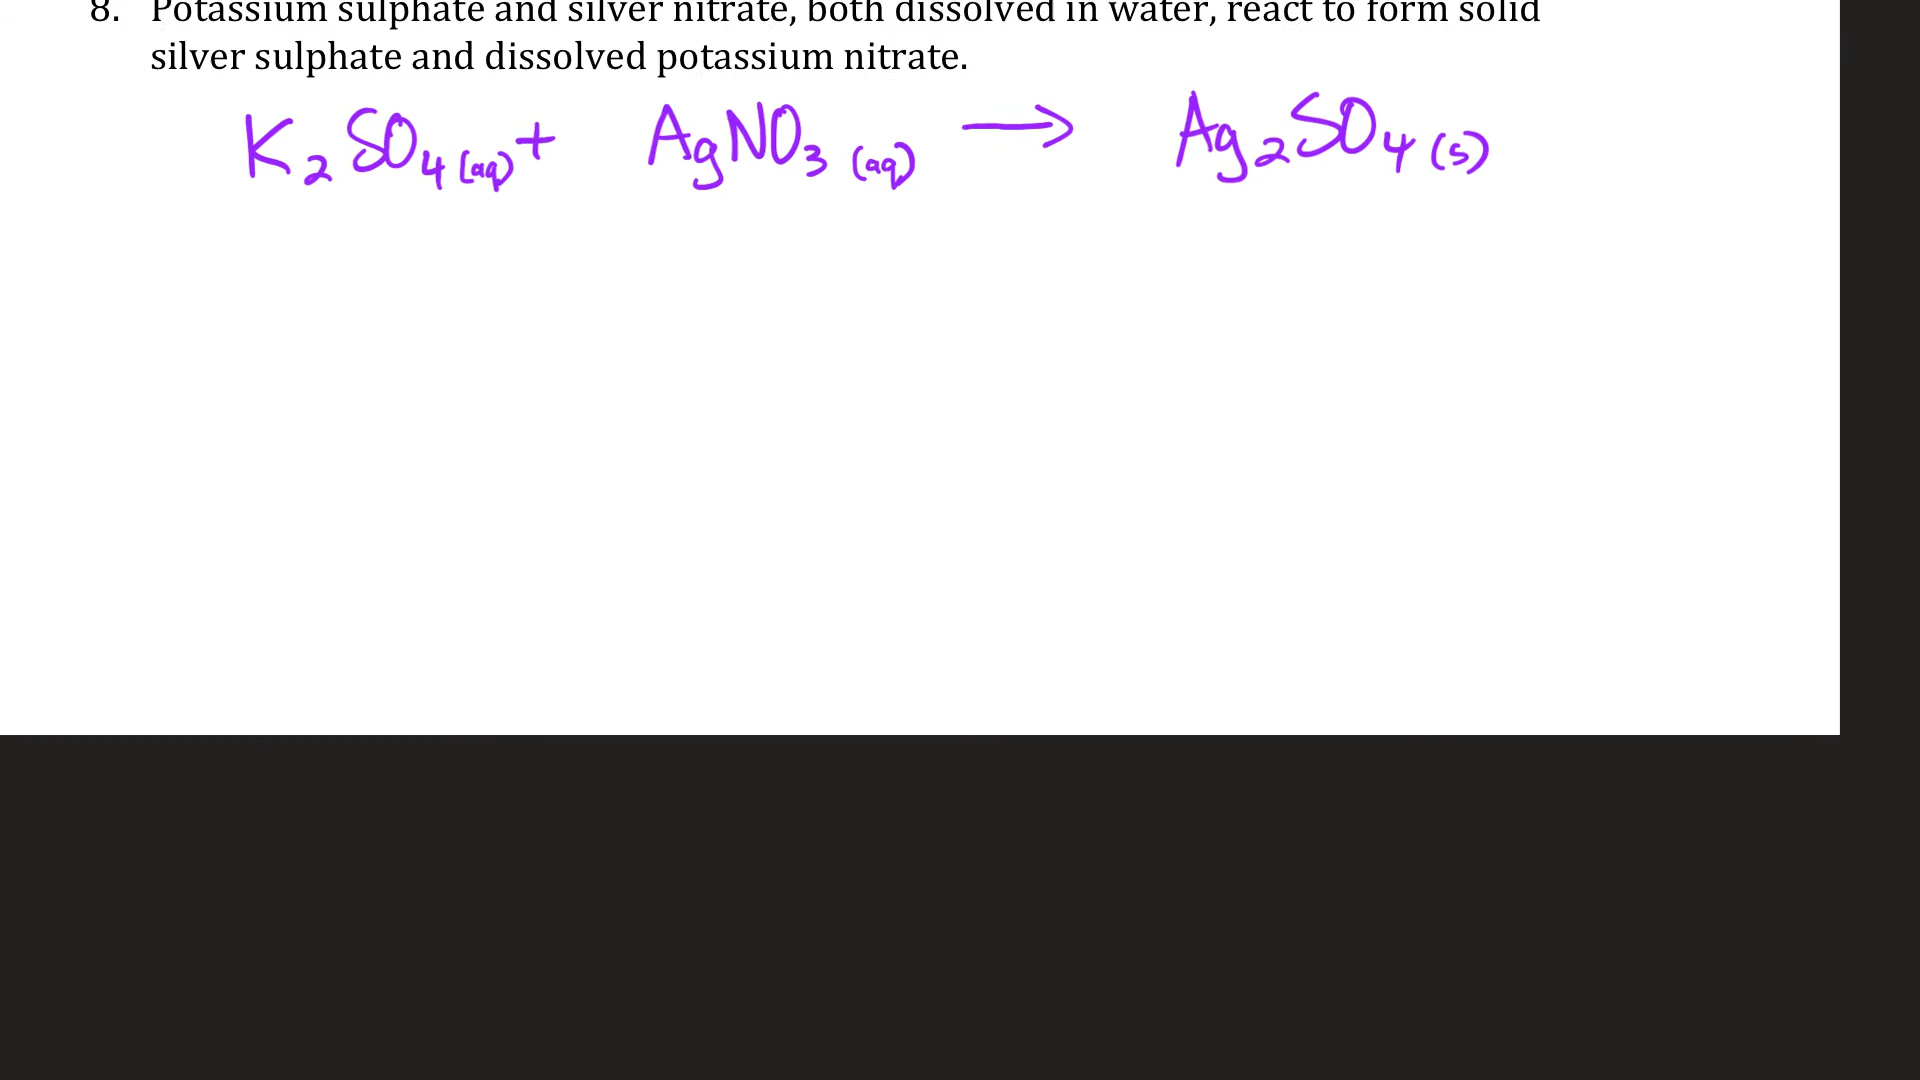 8. Potassium sulphate and silver nitrate, both dissolved in water, react to form solid
silver sulphate and dissolved potassium nitrate.
K₂SO₄(aq) + AgNO₃(aq) → Ag₂SO₄(s)